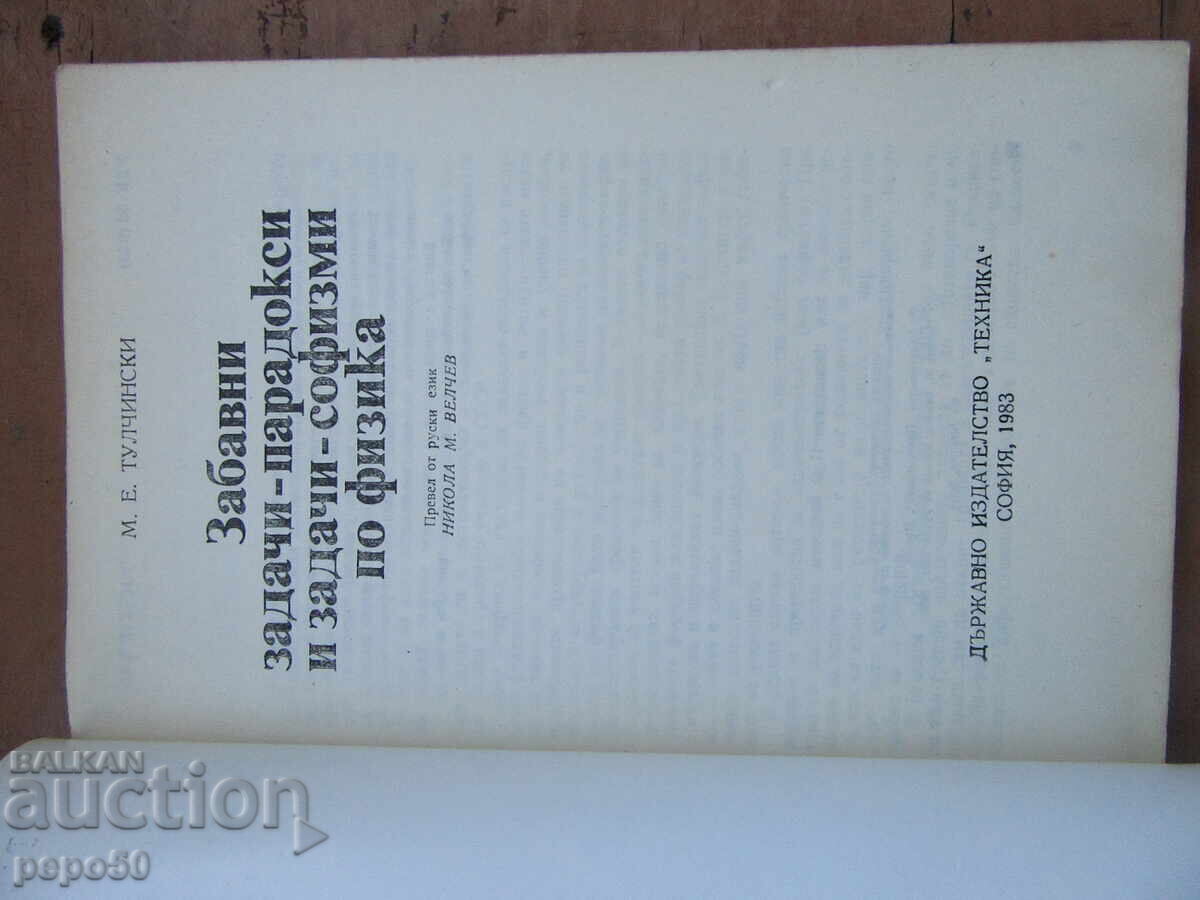 М. Е. ТУЛЧИНСКИ
Забавни
задачи-парадокси
и задачи-софизми
по физика
Превел от руски език
НИКОЛА М. ВЕЛЧЕВ
ДЪРЖАВНО ИЗДАТЕЛСТВО „ТЕХНИКА“
СОФИЯ, 1983
BALKAN
auction
pepo50